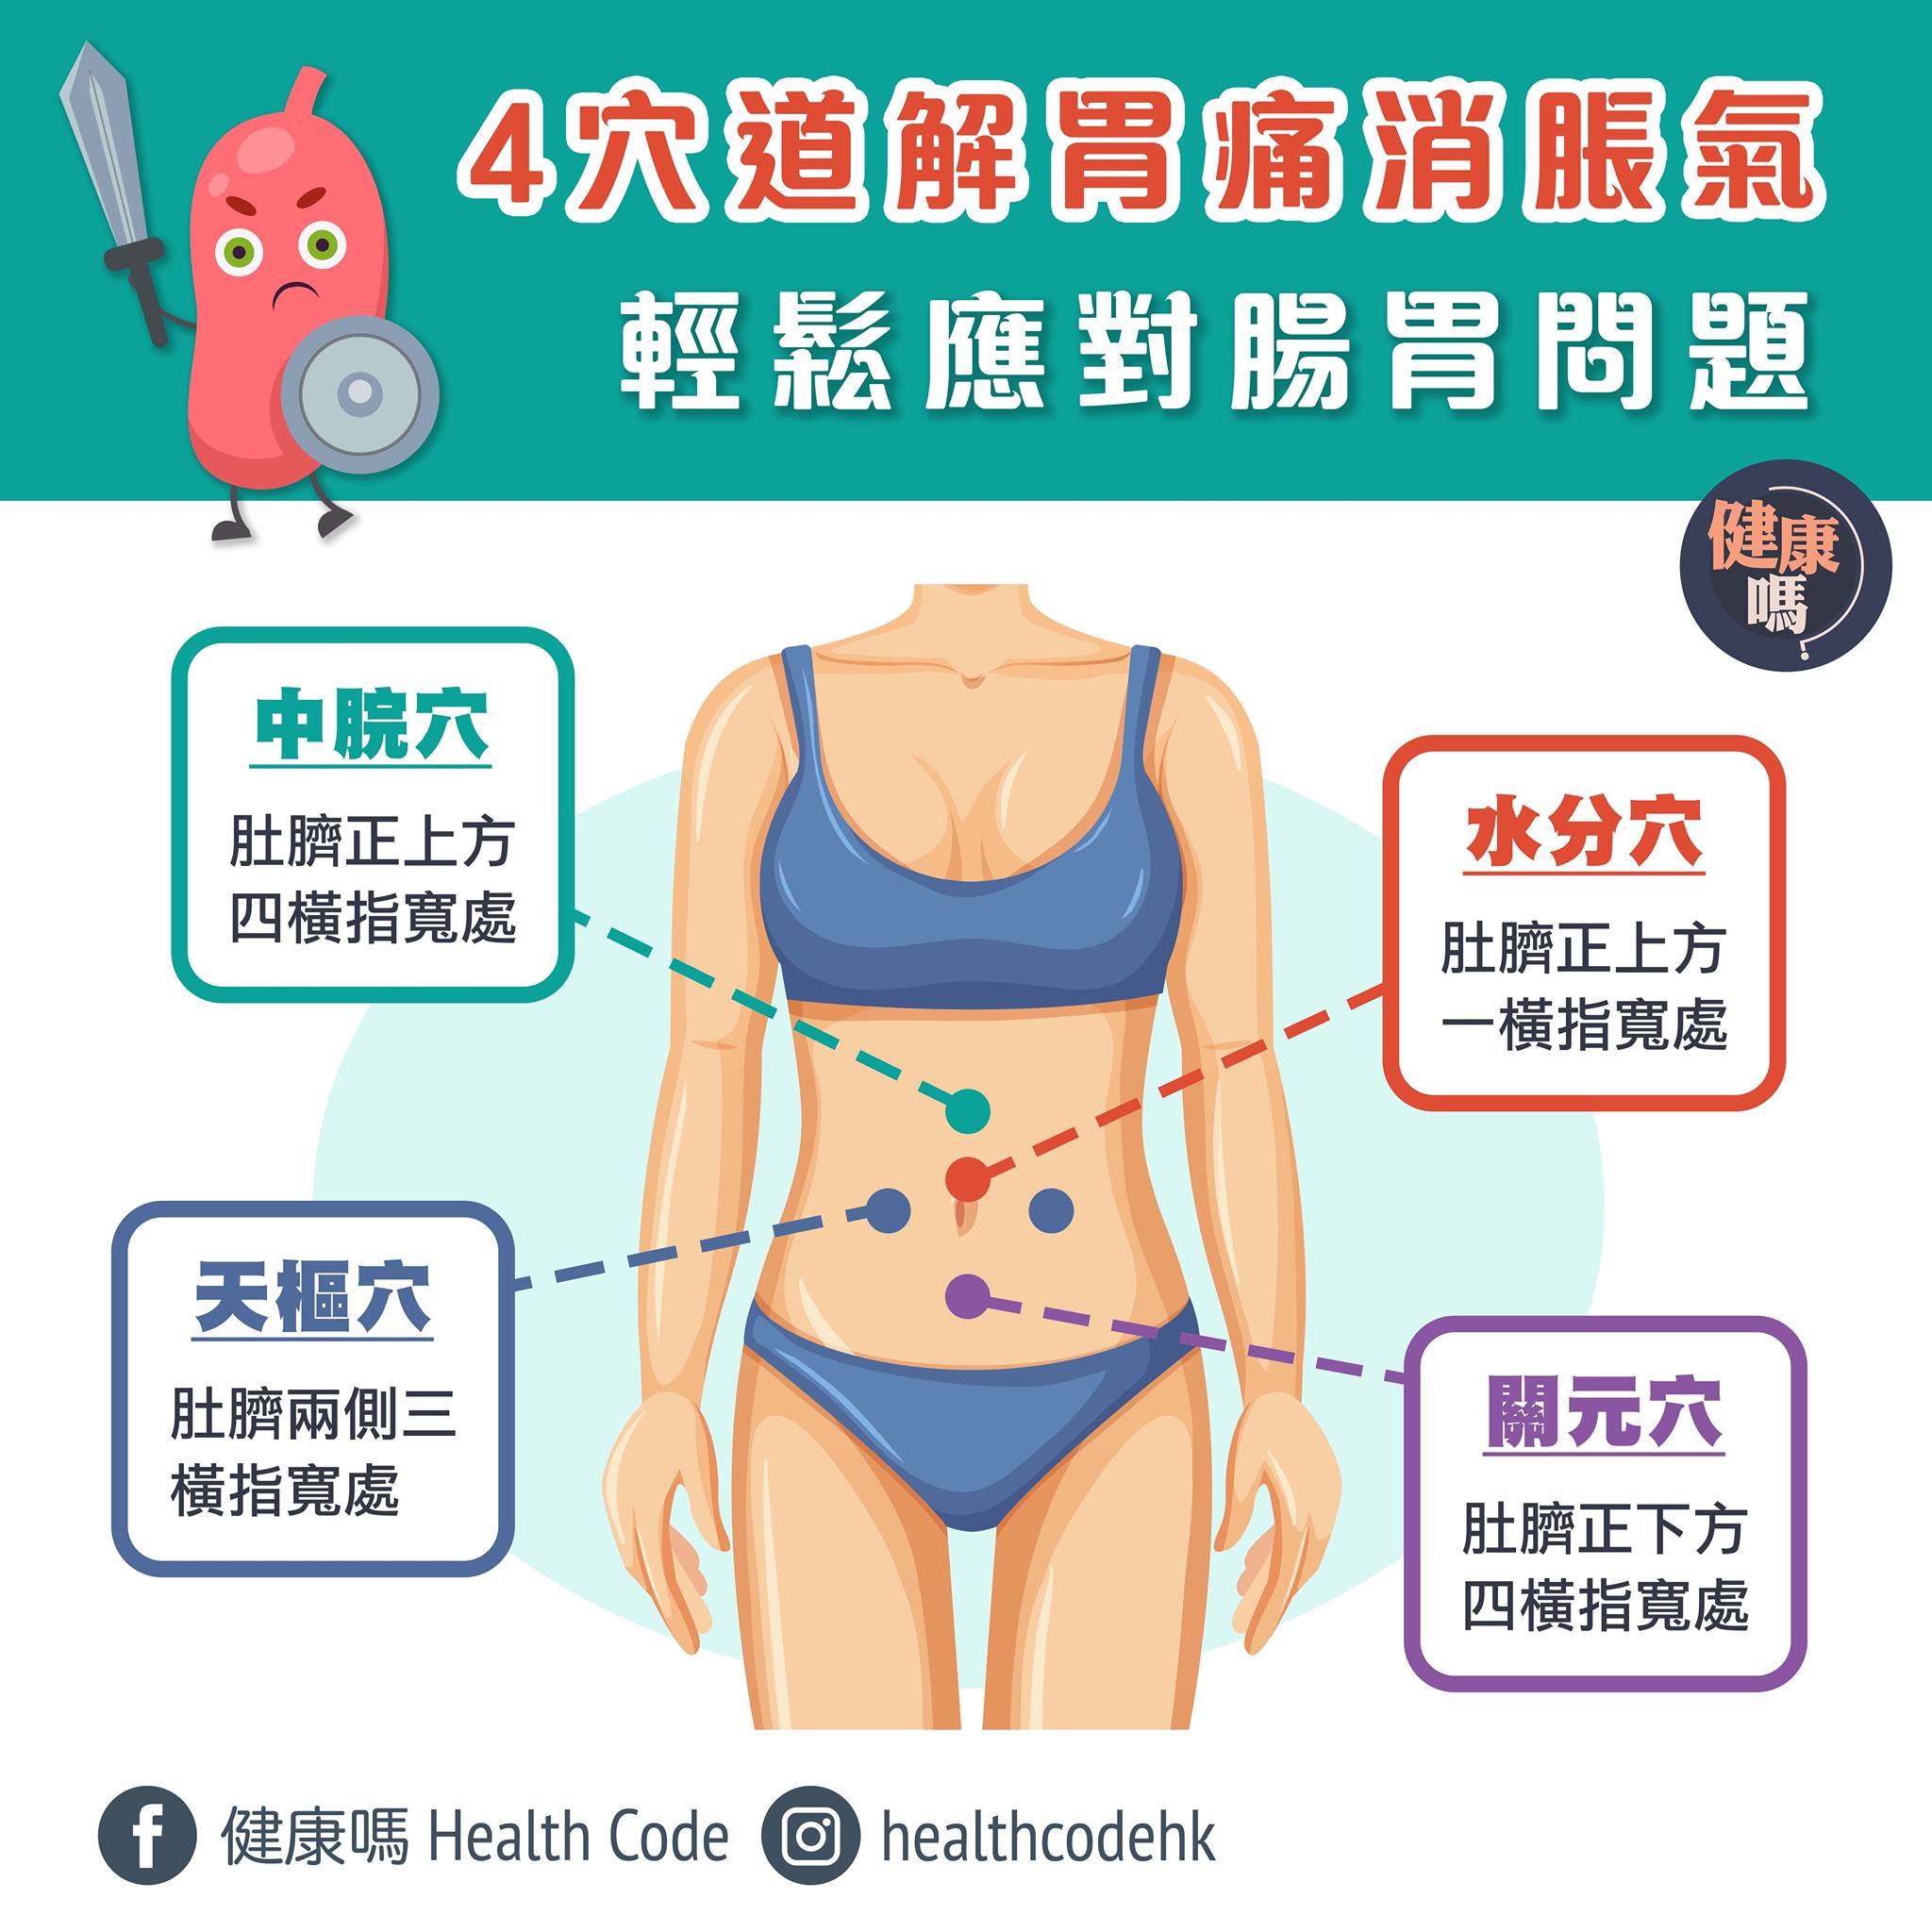 4穴道解胃痛消脹氣
輕鬆應對腸胃問題
健康
嗎?
中脘穴
肚臍正上方
四橫指寬處
水分穴
肚臍正上方
一橫指寬處
天樞穴
肚臍兩側三
橫指寬處
關元穴
肚臍正下方
四橫指寬處
健康嗎 Health Code
healthcodehk